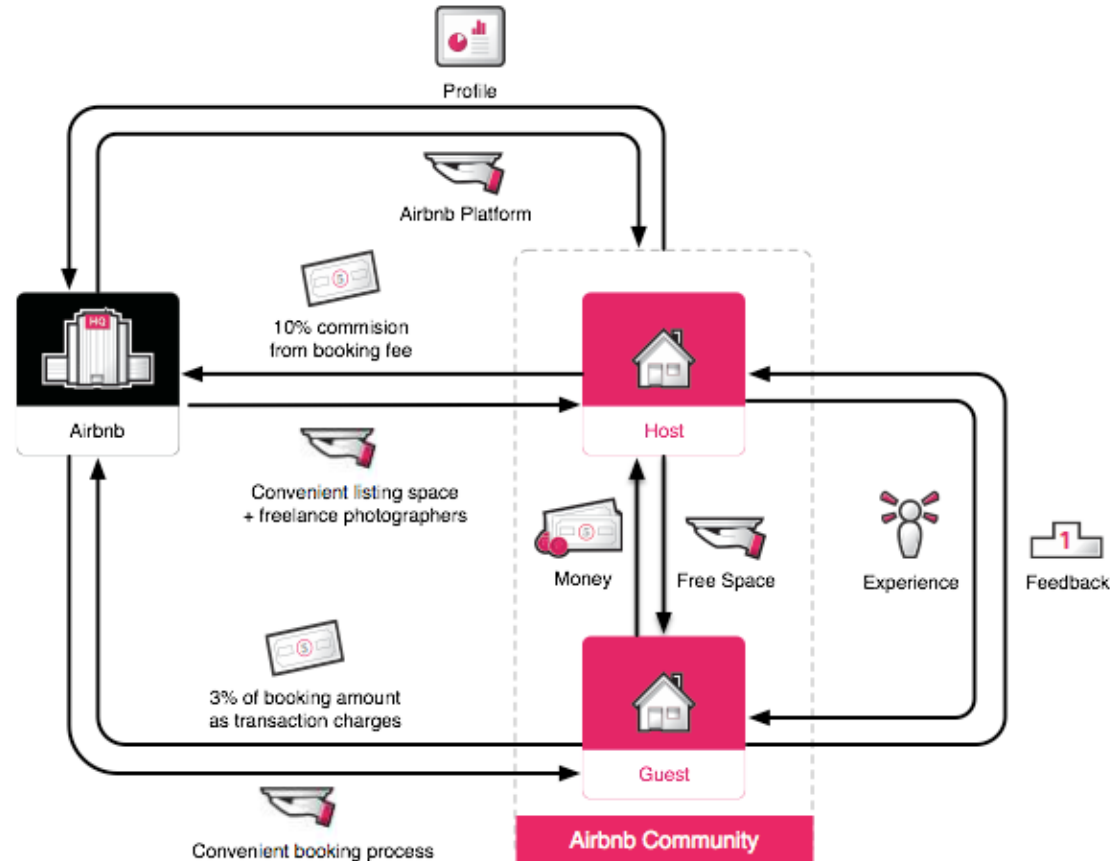 Profile
Airbnb Platform
10% commision
from booking fee
HQ
Airbnb
Host
Convenient listing space
+ freelance photographers
Money
Free Space
Experience
1
Feedback
3% of booking amount
as transaction charges
Guest
Convenient booking process
Airbnb Community